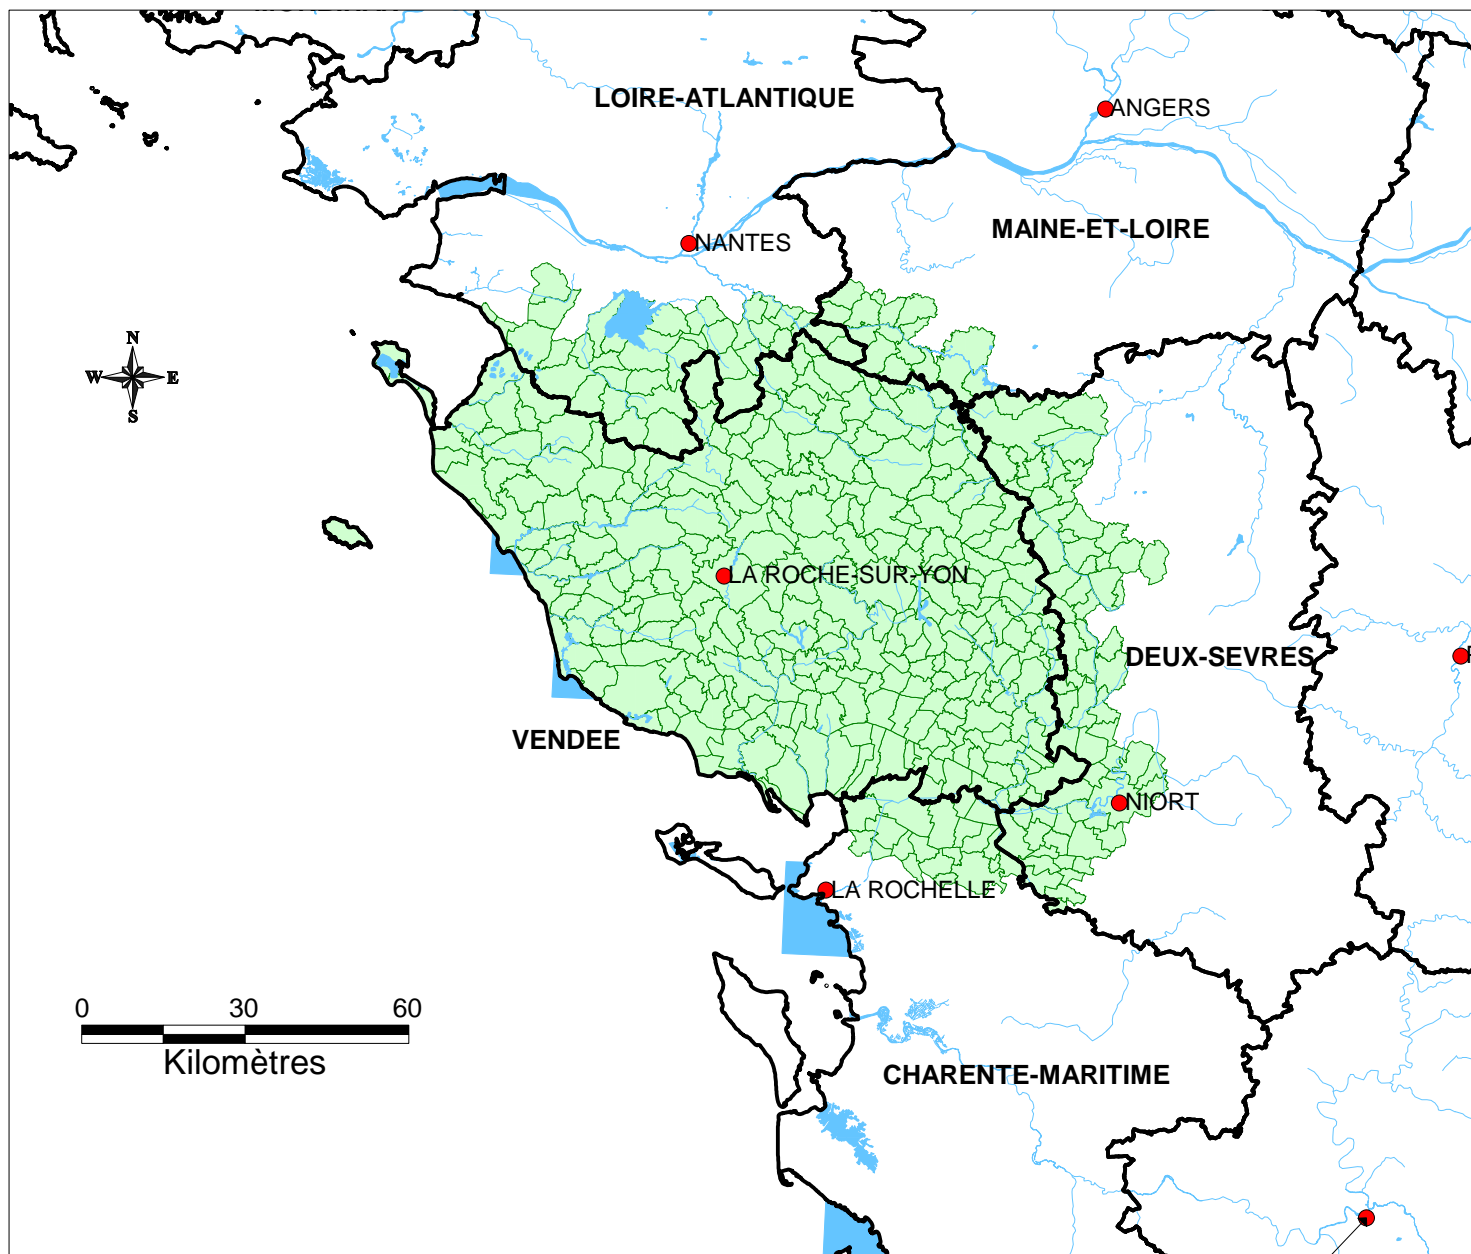 LOIRE-ATLANTIQUE
ANGERS
MAINE-ET-LOIRE
NANTES
N
W E
S
LA ROCHE-SUR-YON
DEUX-SEVRES
VENDEE
NIORT
LA ROCHELLE
0 30 60
Kilomètres
CHARENTE-MARITIME